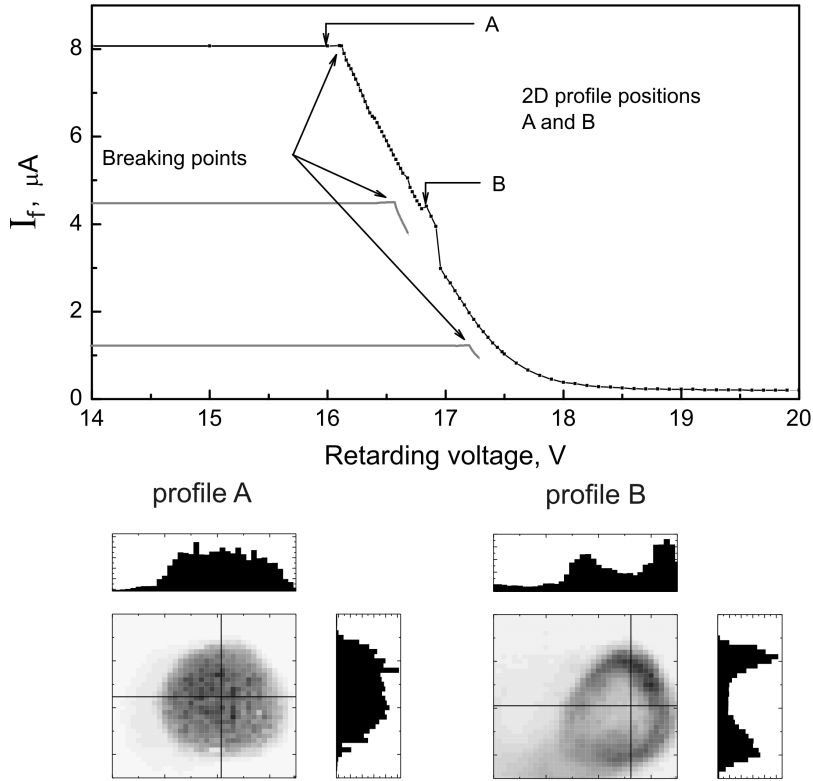 A
8
2D profile positions
A and B
6
Breaking points
B
I_f, μA
4
2
0
14 15 16 17 18 19 20
Retarding voltage, V
profile A profile B